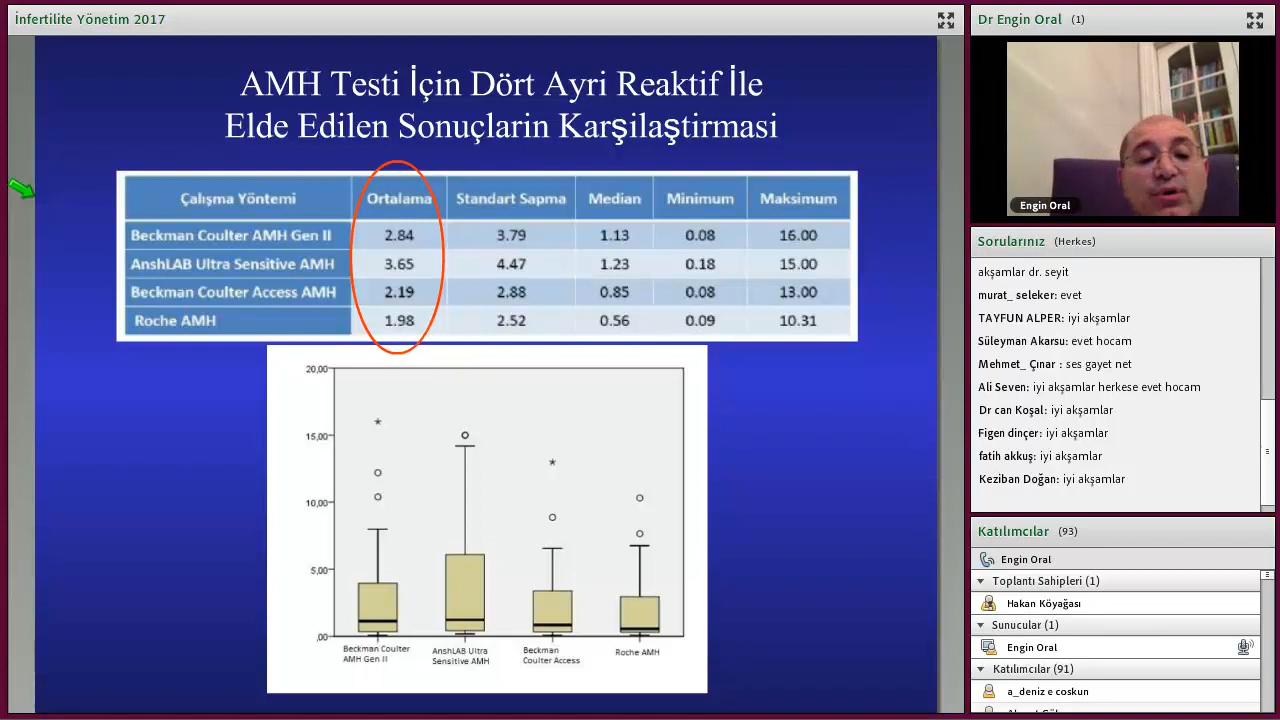 İnfertilite Yönetim 2017
AMH Testi İçin Dört Ayri Reaktif İle
Elde Edilen Sonuçlarin Karşilaştirmasi
Çalışma Yöntemi Ortalama Standart Sapma Median Minimum Maksimum
Beckman Coulter AMH Gen II 2.84 3.79 1.13 0.08 16.00
AnshLAB Ultra Sensitive AMH 3.65 4.47 1.23 0.18 15.00
Beckman Coulter Access AMH 2.19 2.88 0.85 0.08 13.00
Roche AMH 1.98 2.52 0.56 0.09 10.31
20,00
15,00
10,00
5,00
,00
Beckman Coulter
AMH Gen II
AnshLAB Ultra
Sensitive AMH
Beckman
Coulter Access
Roche AMH
Dr Engin Oral (1)
Engin Oral
Sorularınız (Herkes)
akşamlar dr. seyit
murat_ seleker: evet
TAYFUN ALPER: iyi akşamlar
Süleyman Akarsu: evet hocam
Mehmet_ Çınar : ses gayet net
Ali Seven: iyi akşamlar herkese evet hocam
Dr can Koşal: iyi akşamlar
Figen dinçer: iyi akşamlar
fatih akkuş: iyi akşamlar
Keziban Doğan: iyi akşamlar
Katılımcılar (93)
Engin Oral
Toplantı Sahipleri (1)
Hakan Köyağası
Sunucular (1)
Engin Oral
Katılımcılar (91)
a_deniz e coskun